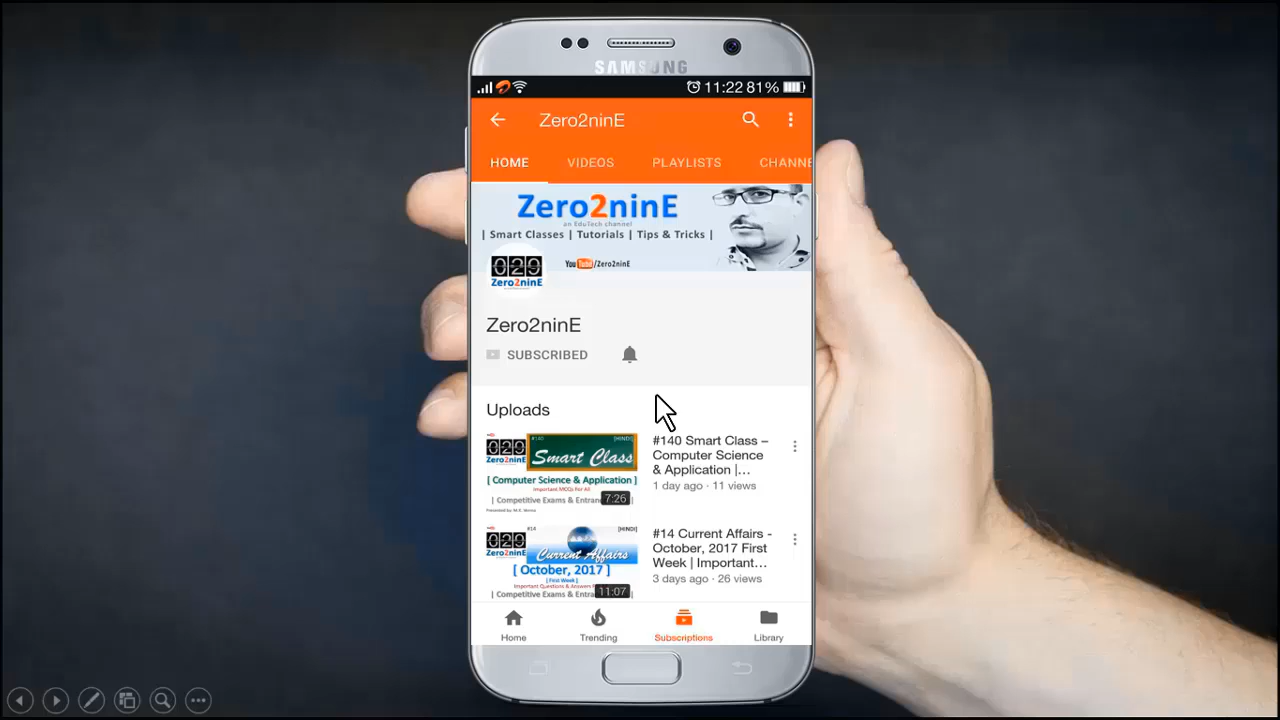 SAMSUNG
11:22 81%
Zero2ninE
HOME VIDEOS PLAYLISTS CHANNE
Zero2ninE
an EduTech channel
| Smart Classes | Tutorials | Tips & Tricks |
029
Zero2ninE
You Tube /Zero2ninE
Zero2ninE
SUBSCRIBED
Uploads
029
Zero2ninE
#140
[HINDI]
Smart Class
[ Computer Science & Application ]
Important MCQs For All
| Competitive Exams & Entran
7:26
#140 Smart Class –
Computer Science
& Application |...
1 day ago · 11 views
029
Zero2ninE
#14
[HINDI]
Current Affairs
[ October, 2017 ]
[ First Week ]
Important Questions & Answers
| Competitive Exams & Entran
11:07
#14 Current Affairs -
October, 2017 First
Week | Important...
3 days ago · 26 views
Home Trending Subscriptions Library